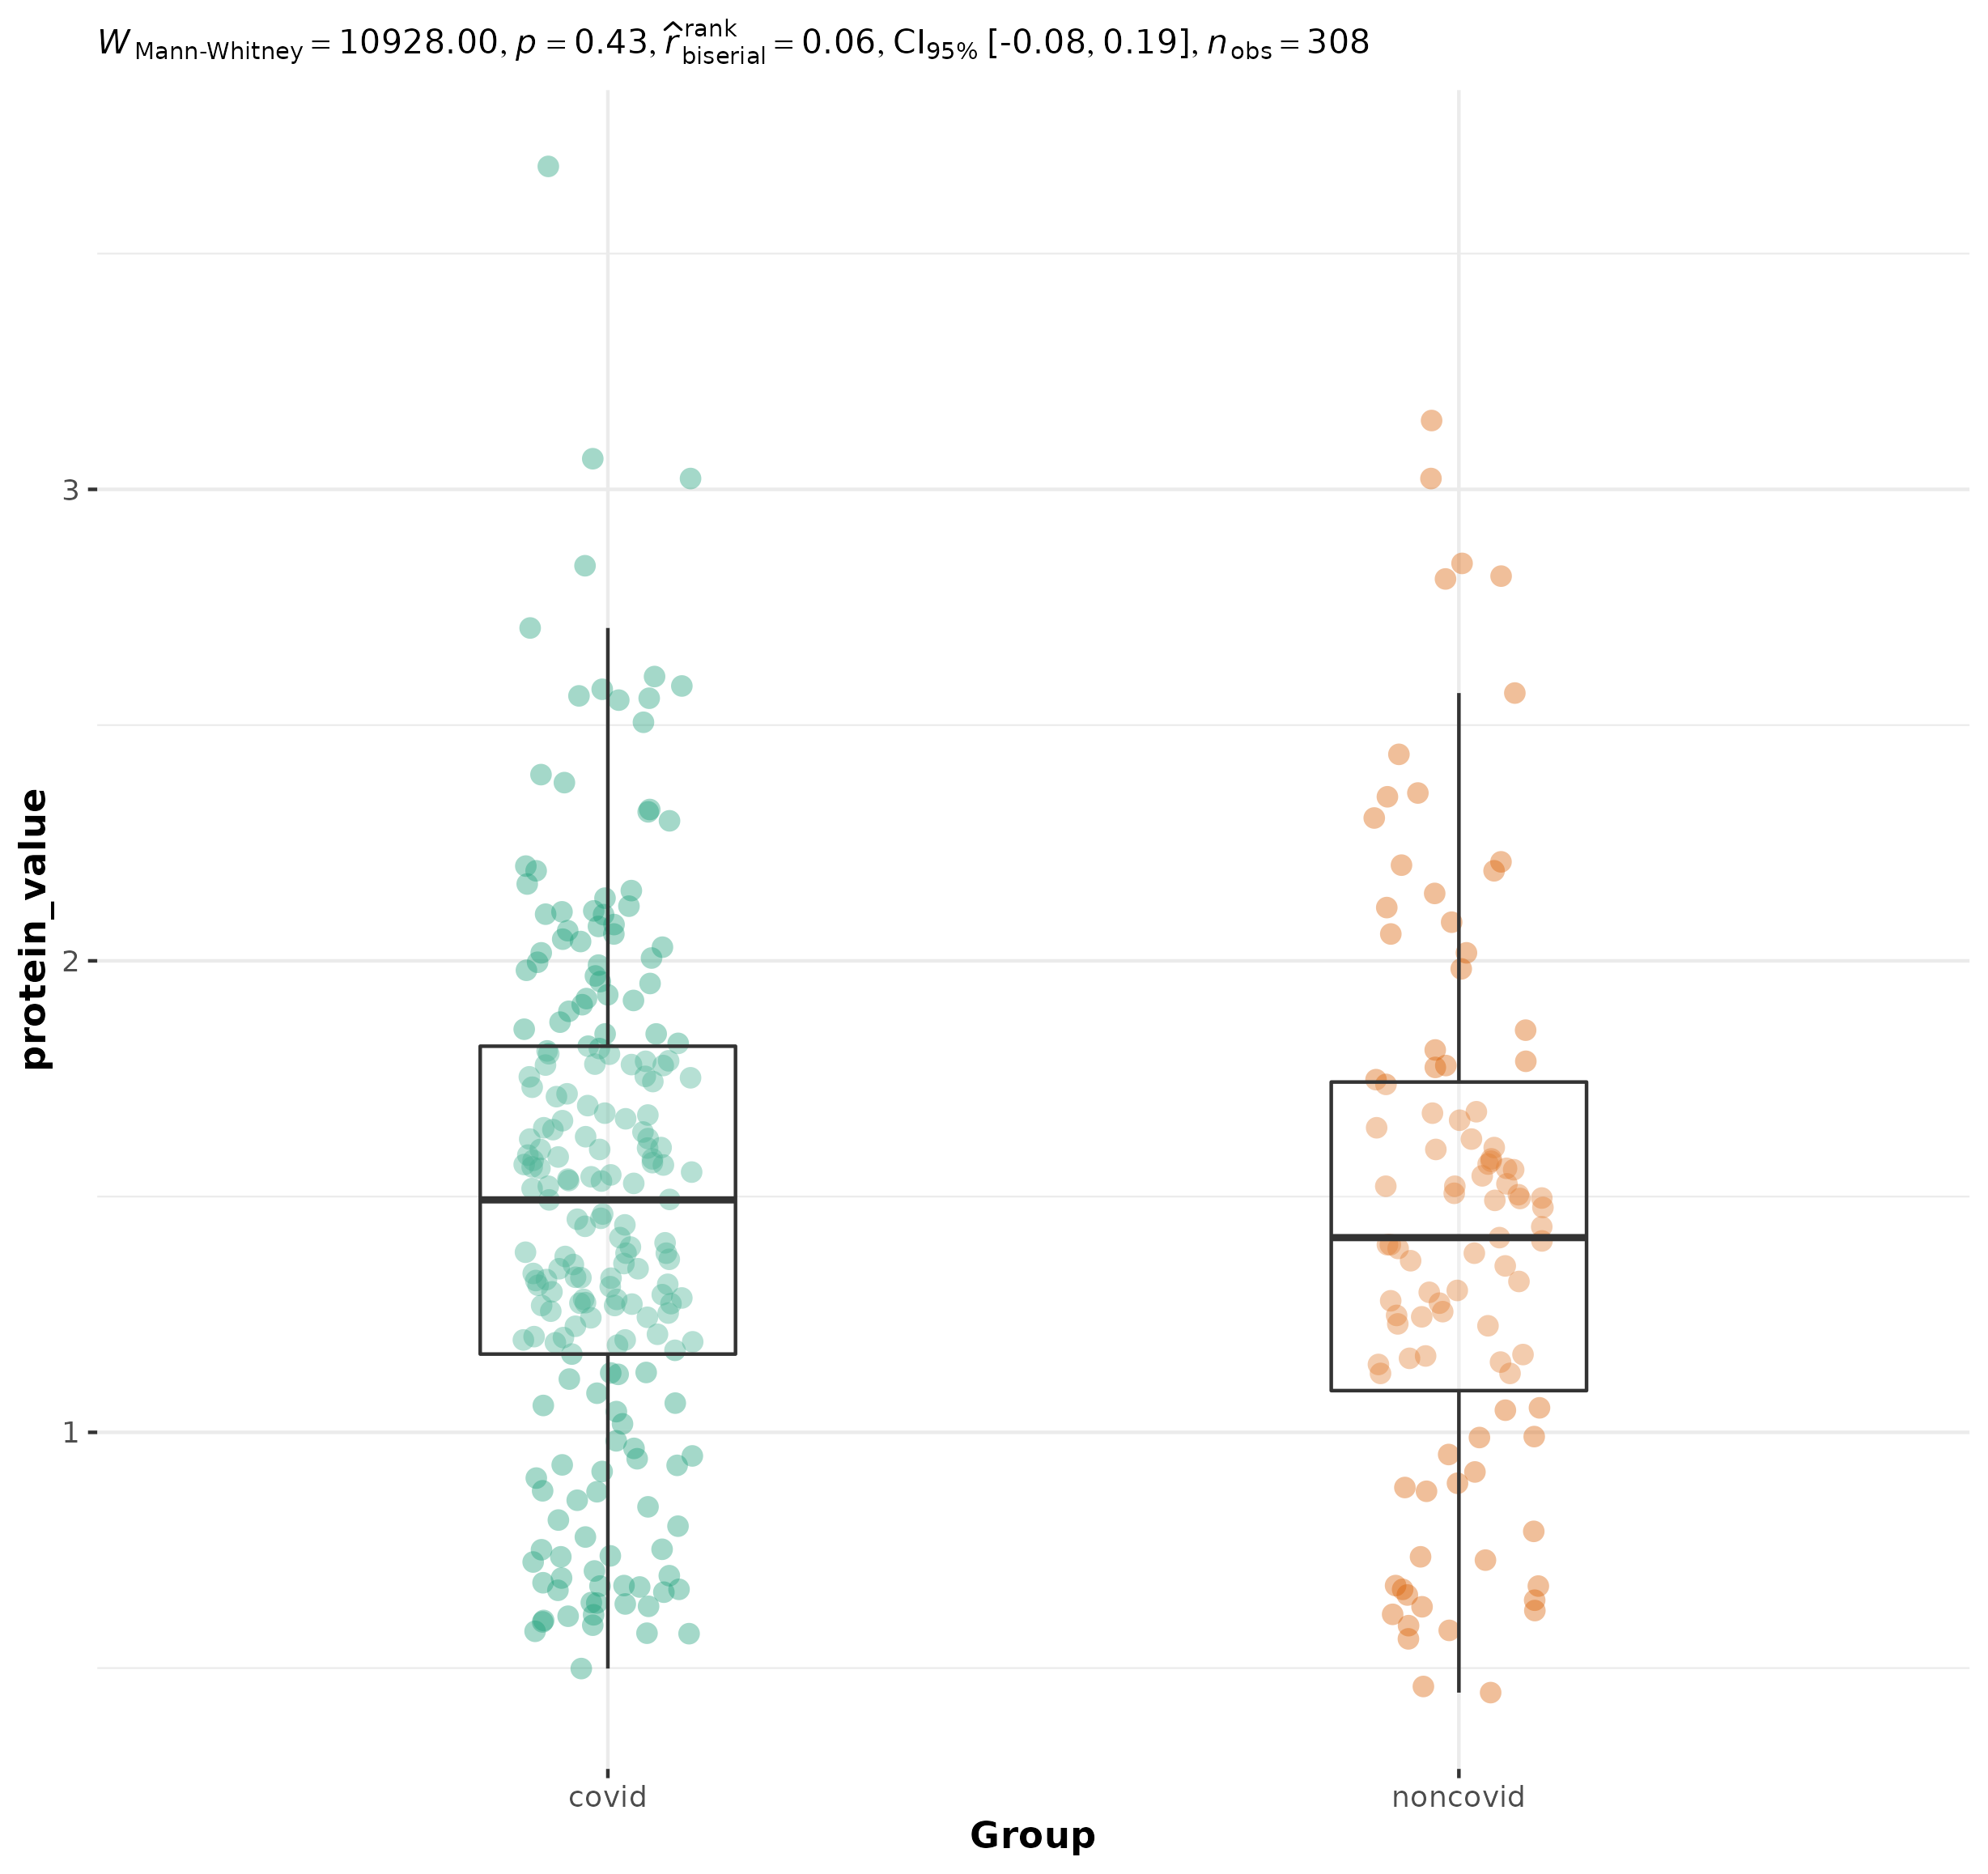 W Mann-Whitney = 10928.00, p = 0.43, r̂ rank biserial = 0.06, CI95% [-0.08, 0.19], n obs = 308
3
2
1
protein_value
covid noncovid
Group